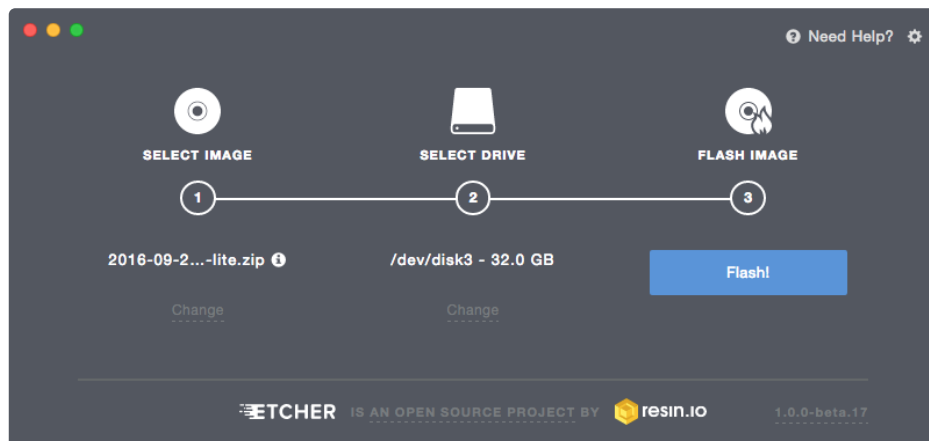 Need Help?
SELECT IMAGE
SELECT DRIVE
FLASH IMAGE
1
2
3
2016-09-2...-lite.zip
/dev/disk3 - 32.0 GB
Flash!
Change
Change
ETCHER IS AN OPEN SOURCE PROJECT BY resin.io 1.0.0-beta.17